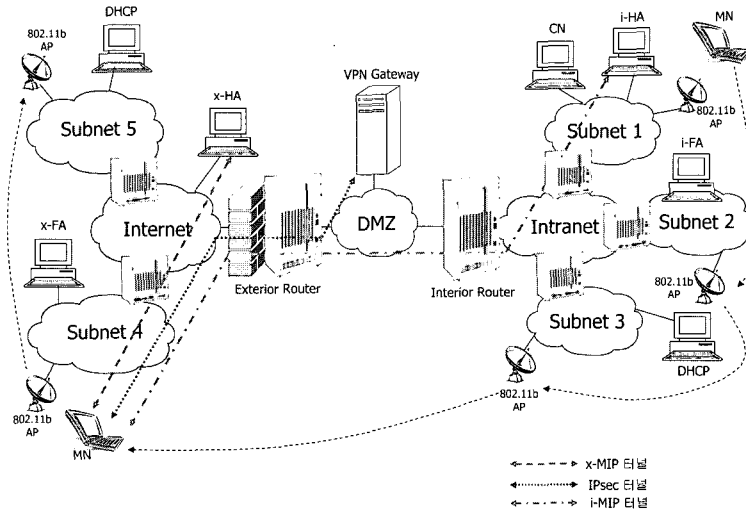 DHCP
802.11b
AP
Subnet 5
x-HA
VPN Gateway
CN
i-HA
MN
802.11b
AP
Subnet 1
i-FA
x-FA
Internet
DMZ
Intranet
Subnet 2
Exterior Router
Interior Router
802.11b
AP
Subnet 4
Subnet 3
DHCP
802.11b
AP
802.11b
AP
MN
x-MIP 터널
IPsec 터널
i-MIP 터널